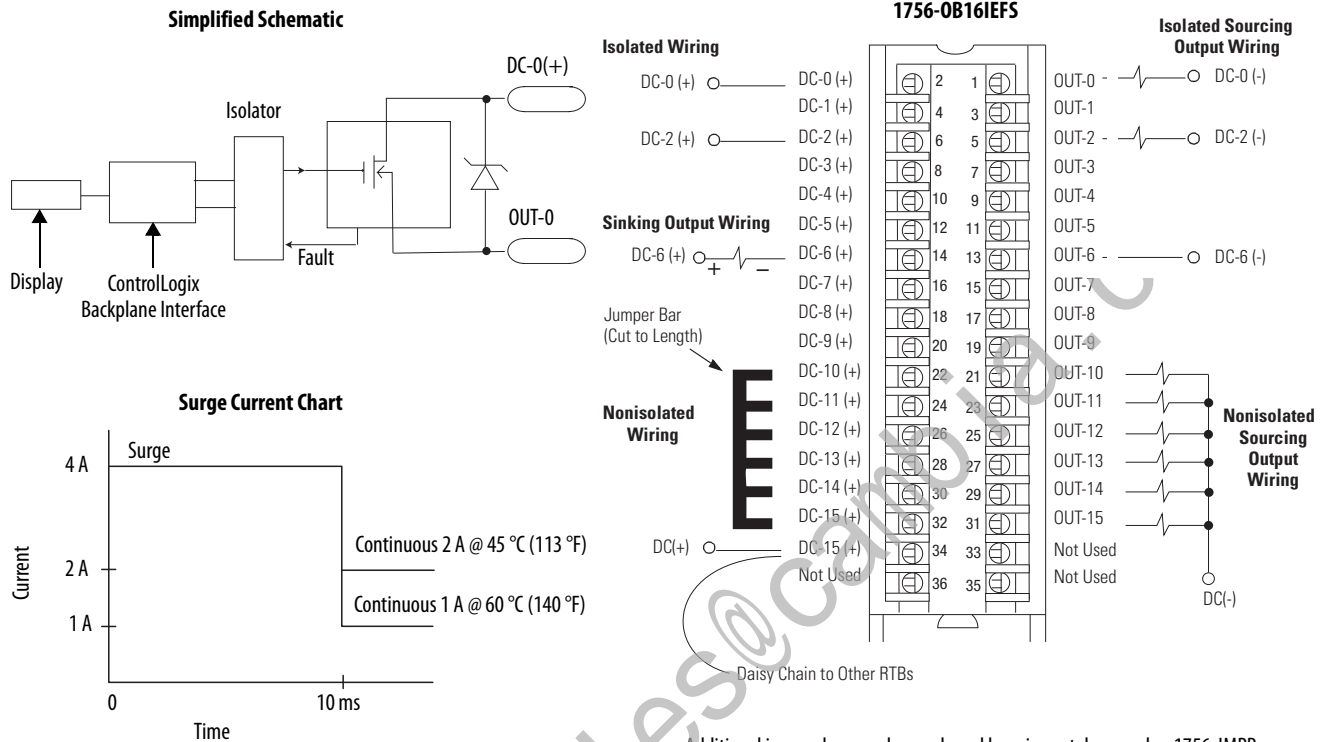 Simplified Schematic
DC-0(+)
Isolator
OUT-0
Fault
Display
ControlLogix
Backplane Interface
Surge Current Chart
Surge
4 A
2 A
1 A
Current
Continuous 2 A @ 45 °C (113 °F)
Continuous 1 A @ 60 °C (140 °F)
0
10 ms
Time
1756-OB16IEFS
Isolated Wiring
Isolated Sourcing
Output Wiring
DC-0 (+)
DC-0 (+)
2
1
OUT-0
DC-0 (-)
DC-1 (+)
4
3
OUT-1
DC-2 (+)
DC-2 (+)
6
5
OUT-2
DC-2 (-)
DC-3 (+)
8
7
OUT-3
DC-4 (+)
10
9
OUT-4
Sinking Output Wiring
DC-5 (+)
12
11
OUT-5
DC-6 (+)
+
–
DC-6 (+)
14
13
OUT-6
DC-6 (-)
DC-7 (+)
16
15
OUT-7
Jumper Bar
(Cut to Length)
DC-8 (+)
18
17
OUT-8
DC-9 (+)
20
19
OUT-9
DC-10 (+)
22
21
OUT-10
Nonisolated
Wiring
DC-11 (+)
24
23
OUT-11
DC-12 (+)
26
25
OUT-12
DC-13 (+)
28
27
OUT-13
DC-14 (+)
30
29
OUT-14
DC-15 (+)
32
31
OUT-15
Nonisolated
Sourcing
Output
Wiring
DC(+)
DC-15 (+)
34
33
Not Used
Not Used
36
35
Not Used
DC(-)
Daisy Chain to Other RTBs
les@cambia.c